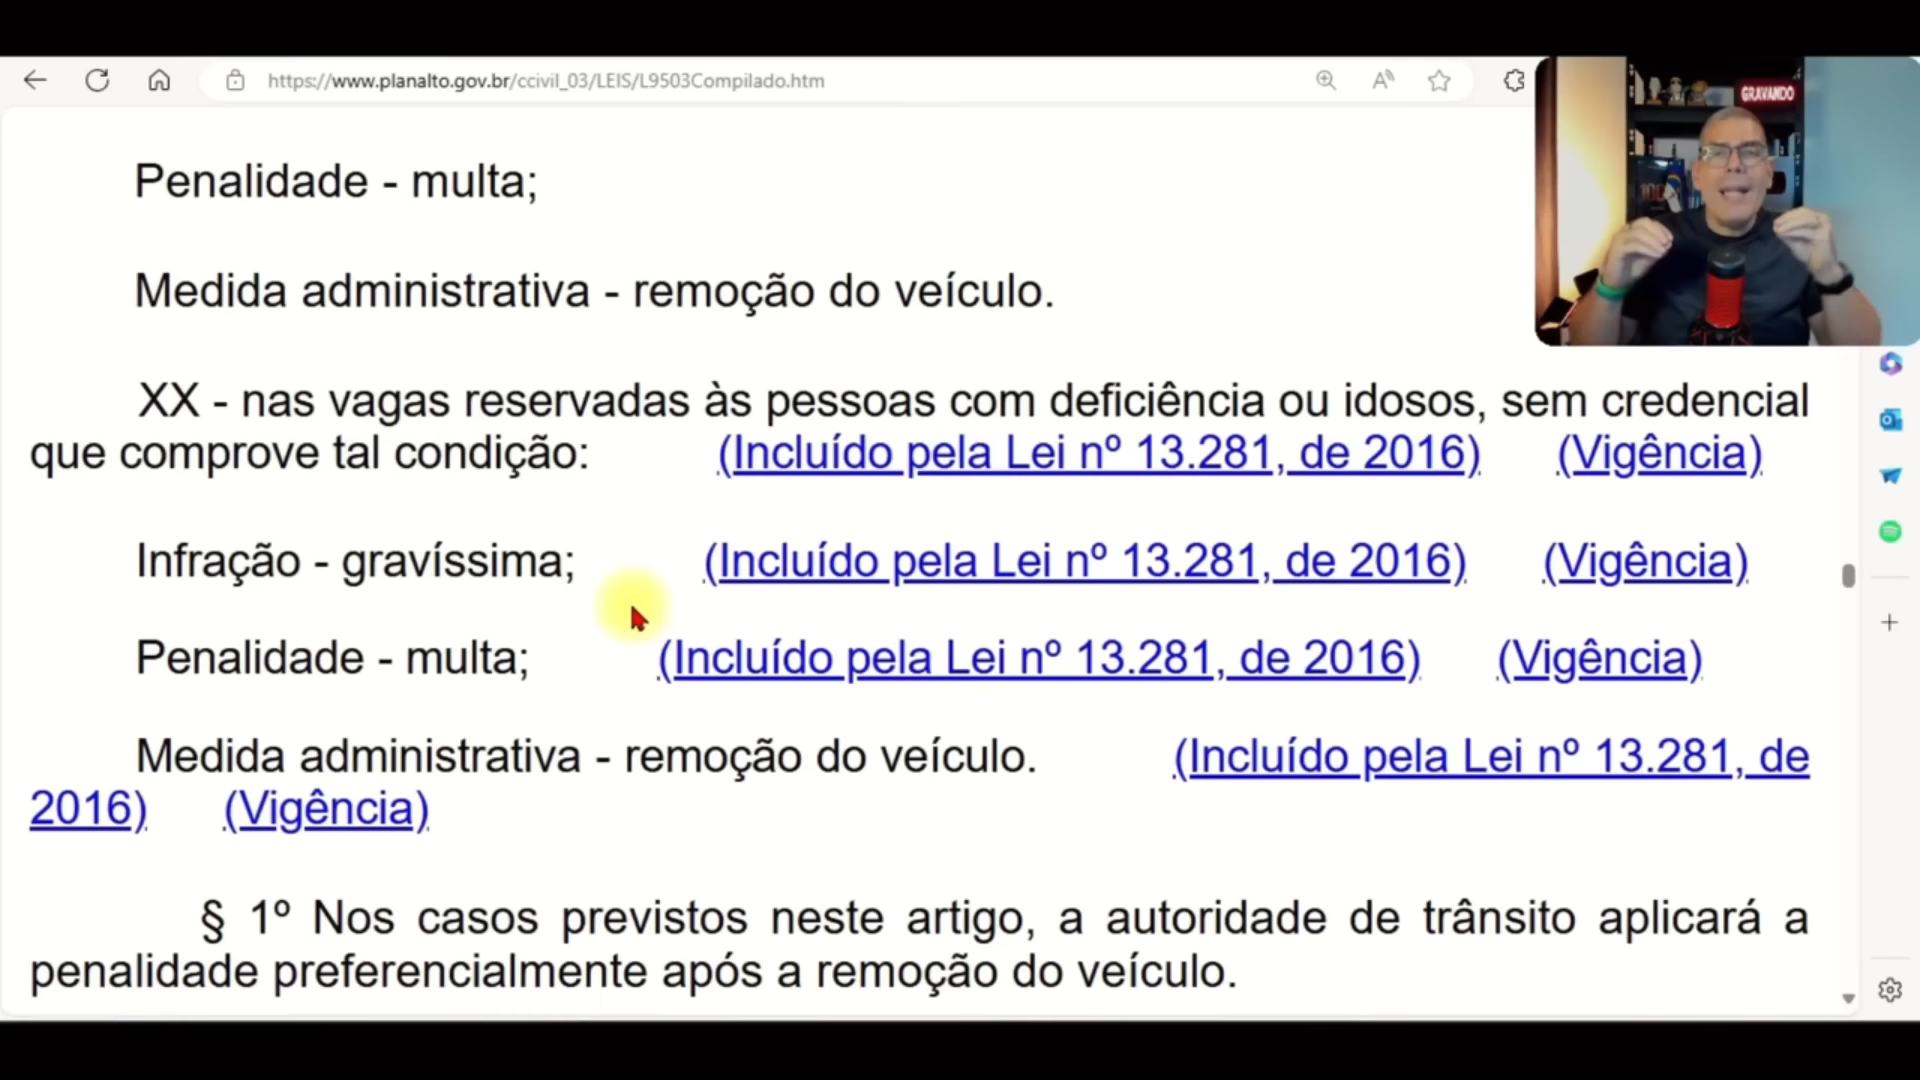 https://www.planalto.gov.br/ccivil_03/LEIS/L9503Compilado.htm
GRAVANDO
Penalidade - multa;
Medida administrativa - remoção do veículo.
XX - nas vagas reservadas às pessoas com deficiência ou idosos, sem credencial
que comprove tal condição: (Incluído pela Lei nº 13.281, de 2016) (Vigência)
Infração - gravíssima; (Incluído pela Lei nº 13.281, de 2016) (Vigência)
Penalidade - multa; (Incluído pela Lei nº 13.281, de 2016) (Vigência)
Medida administrativa - remoção do veículo. (Incluído pela Lei nº 13.281, de
2016) (Vigência)
§ 1º Nos casos previstos neste artigo, a autoridade de trânsito aplicará a
penalidade preferencialmente após a remoção do veículo.